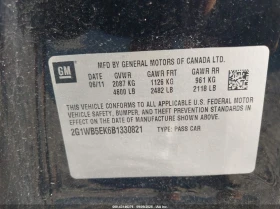 GM
MFD BY GENERAL MOTORS OF CANADA LTD.
DATE GVWR GAWR FRT GAWR RR
06/11 2087 KG 1126 KG 961 KG
4600 LB 2482 LB 2118 LB
THIS VEHICLE CONFORMS TO ALL APPLICABLE U.S. FEDERAL MOTOR VEHICLE
SAFETY, BUMPER, AND THEFT PREVENTION STANDARDS IN EFFECT ON THE
DATE OF MANUFACTURE SHOWN ABOVE.
2G1WB5EK6B1330821 TYPE: PASS CAR